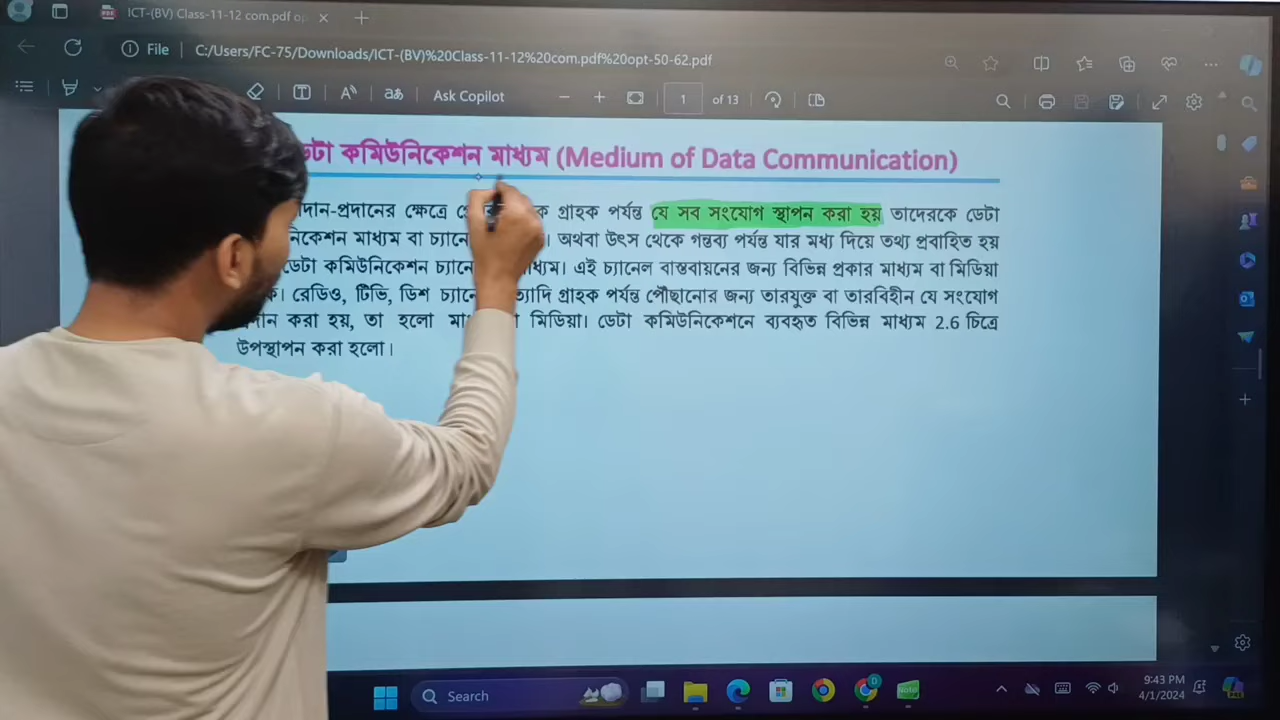 ICT-(BV) Class-11-12 com.pdf op
File
C:/Users/FC-75/Downloads/ICT-(BV)%20Class-11-12%20com.pdf%20opt-50-62.pdf
Ask Copilot
1 of 13
কমিউনিকেশন মাধ্যম (Medium of Data Communication)
ক্ষেত্রে গ্রাহক পর্যন্ত যে সব সংযোগ স্থাপন করা হয় তাদেরকে ডেটা
মাধ্যম বা অথবা উৎস থেকে গন্তব্য পর্যন্ত যার মধ্য দিয়ে তথ্য প্রবাহিত হয়
ডেটা কমিউনিকেশন এই চ্যানেল বাস্তবায়নের জন্য বিভিন্ন প্রকার মাধ্যম বা মিডিয়া
রেডিও, টিভি, ডিশ গ্রাহক পর্যন্ত পৌঁছানোর জন্য তারযুক্ত বা তারবিহীন যে সংযোগ
করা হয়, তা হলো মিডিয়া। ডেটা কমিউনিকেশনে ব্যবহৃত বিভিন্ন মাধ্যম 2.6 চিত্রে
উপস্থাপন করা হলো।
Search
9:43 PM
4/1/2024